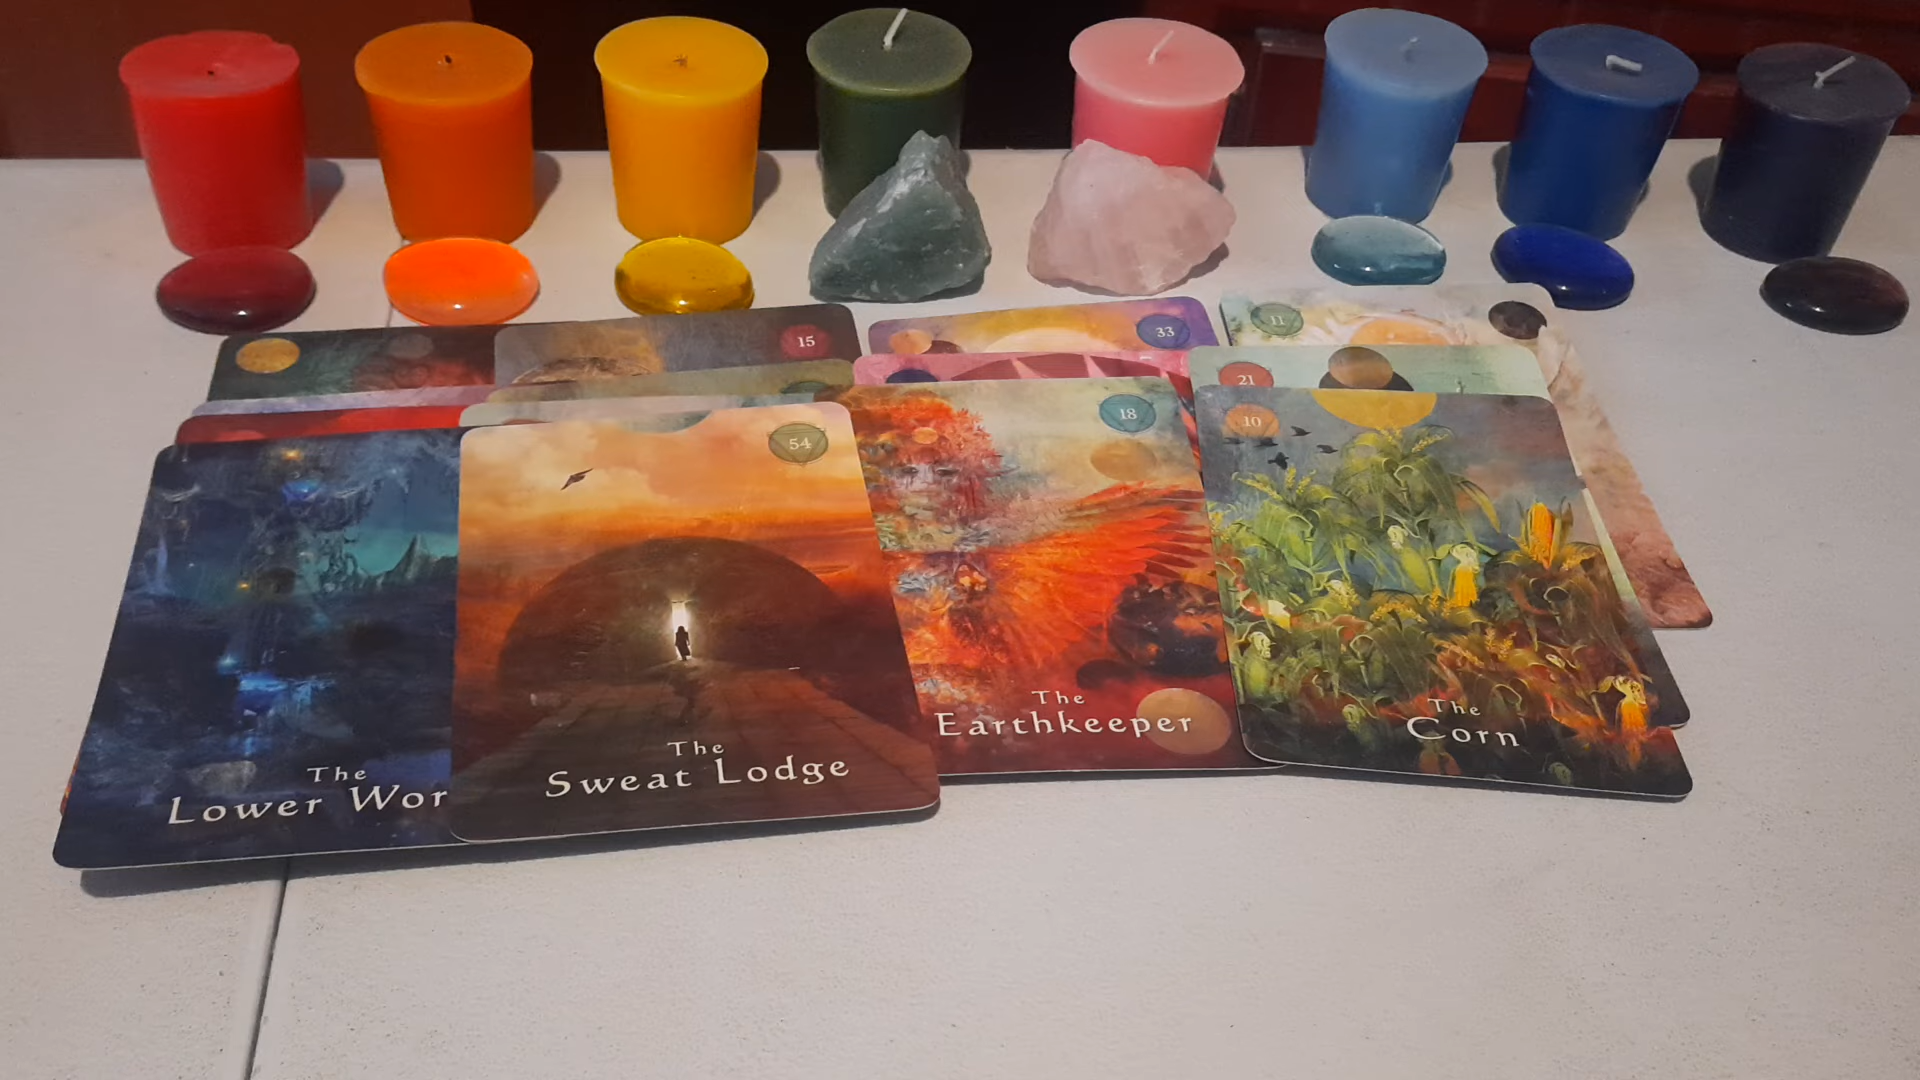 15
33
11
21
54
18
10
The
Lower Wor
The
Sweat Lodge
The
Earthkeeper
The
Corn